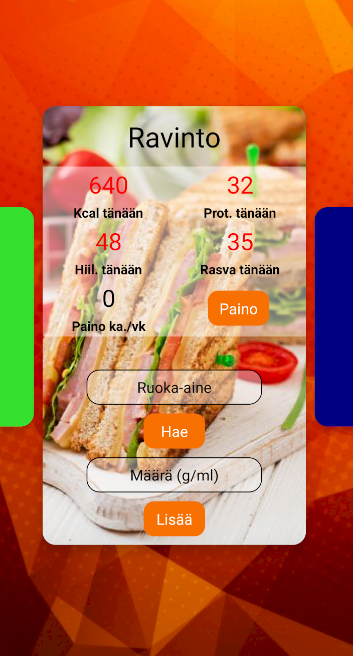 Ravinto
640 32
Kcal tänään Prot. tänään
48 35
Hiil. tänään Rasva tänään
0 Paino
Paino ka./vk
Ruoka-aine
Hae
Määrä (g/ml)
Lisää